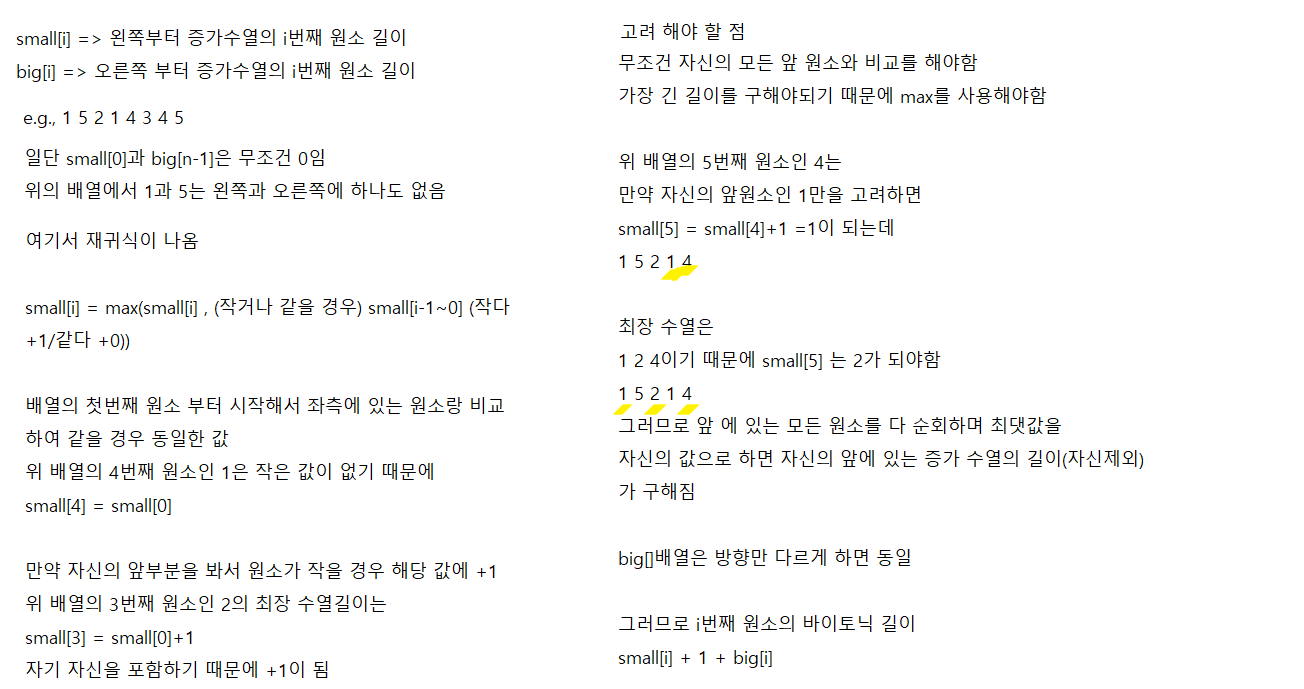 small[i] => 왼쪽부터 증가수열의 i번째 원소 길이
big[i] => 오른쪽 부터 증가수열의 i번째 원소 길이
e.g., 1 5 2 1 4 3 4 5
일단 small[0]과 big[n-1]은 무조건 0임
위의 배열에서 1과 5는 왼쪽과 오른쪽에 하나도 없음
여기서 재귀식이 나옴
small[i] = max(small[i] , (작거나 같을 경우) small[i-1~0] (작다
+1/같다 +0))
배열의 첫번째 원소 부터 시작해서 좌측에 있는 원소랑 비교
하여 같을 경우 동일한 값
위 배열의 4번째 원소인 1은 작은 값이 없기 때문에
small[4] = small[0]
만약 자신의 앞부분을 봐서 원소가 작을 경우 해당 값에 +1
위 배열의 3번째 원소인 2의 최장 수열길이는
small[3] = small[0]+1
자기 자신을 포함하기 때문에 +1이 됨
고려 해야 할 점
무조건 자신의 모든 앞 원소와 비교를 해야함
가장 긴 길이를 구해야되기 때문에 max를 사용해야함
위 배열의 5번째 원소인 4는
만약 자신의 앞원소인 1만을 고려하면
small[5] = small[4]+1 =1이 되는데
1 5 2 1 4
최장 수열은
1 2 4이기 때문에 small[5] 는 2가 되야함
1 5 2 1 4
그러므로 앞 에 있는 모든 원소를 다 순회하며 최댓값을
자신의 값으로 하면 자신의 앞에 있는 증가 수열의 길이(자신제외)
가 구해짐
big[]배열은 방향만 다르게 하면 동일
그러므로 i번째 원소의 바이토닉 길이
small[i] + 1 + big[i]